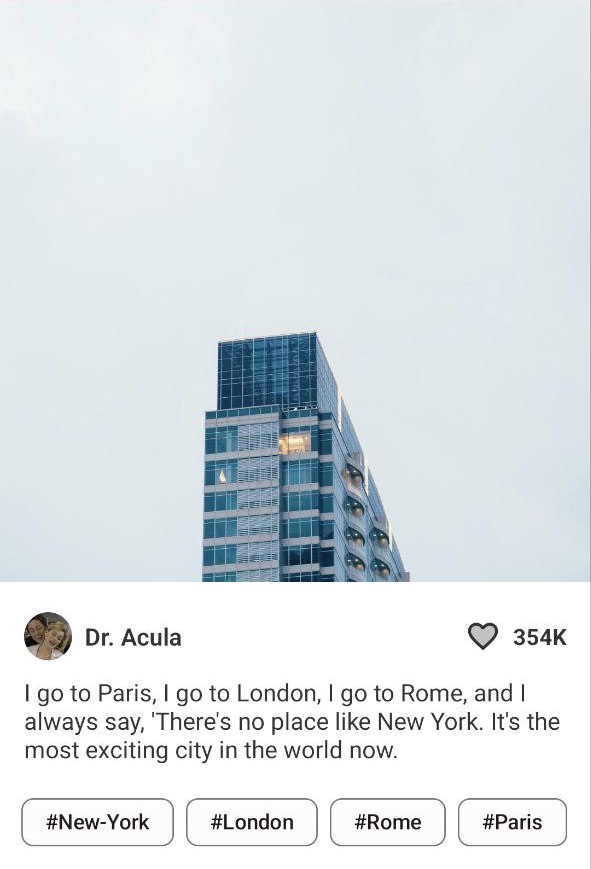 Dr. Acula
354K
I go to Paris, I go to London, I go to Rome, and I
always say, 'There's no place like New York. It's the
most exciting city in the world now.
#New-York
#London
#Rome
#Paris